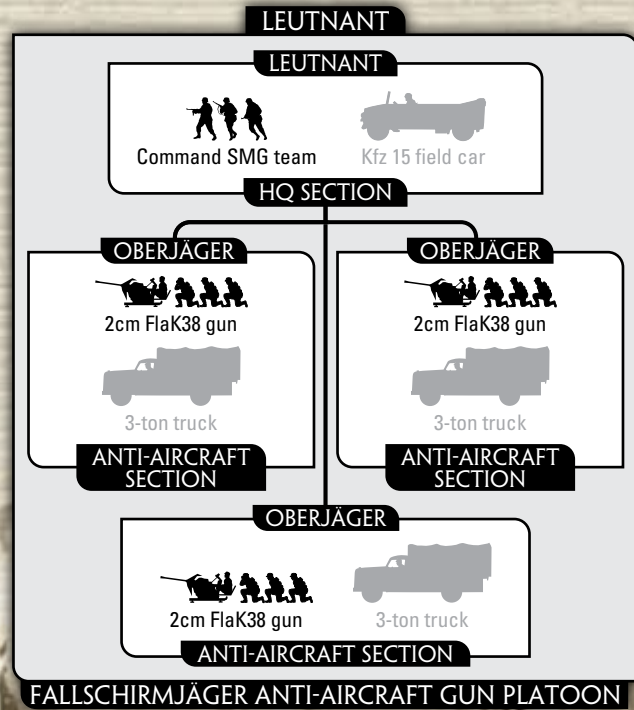 LEUTNANT
LEUTNANT
Command SMG team
Kfz 15 field car
HQ SECTION
OBERJÄGER
2cm FlaK38 gun
3-ton truck
ANTI-AIRCRAFT
SECTION
OBERJÄGER
2cm FlaK38 gun
3-ton truck
ANTI-AIRCRAFT
SECTION
OBERJÄGER
2cm FlaK38 gun
3-ton truck
ANTI-AIRCRAFT SECTION
FALLSCHIRMJÄGER ANTI-AIRCRAFT GUN PLATOON